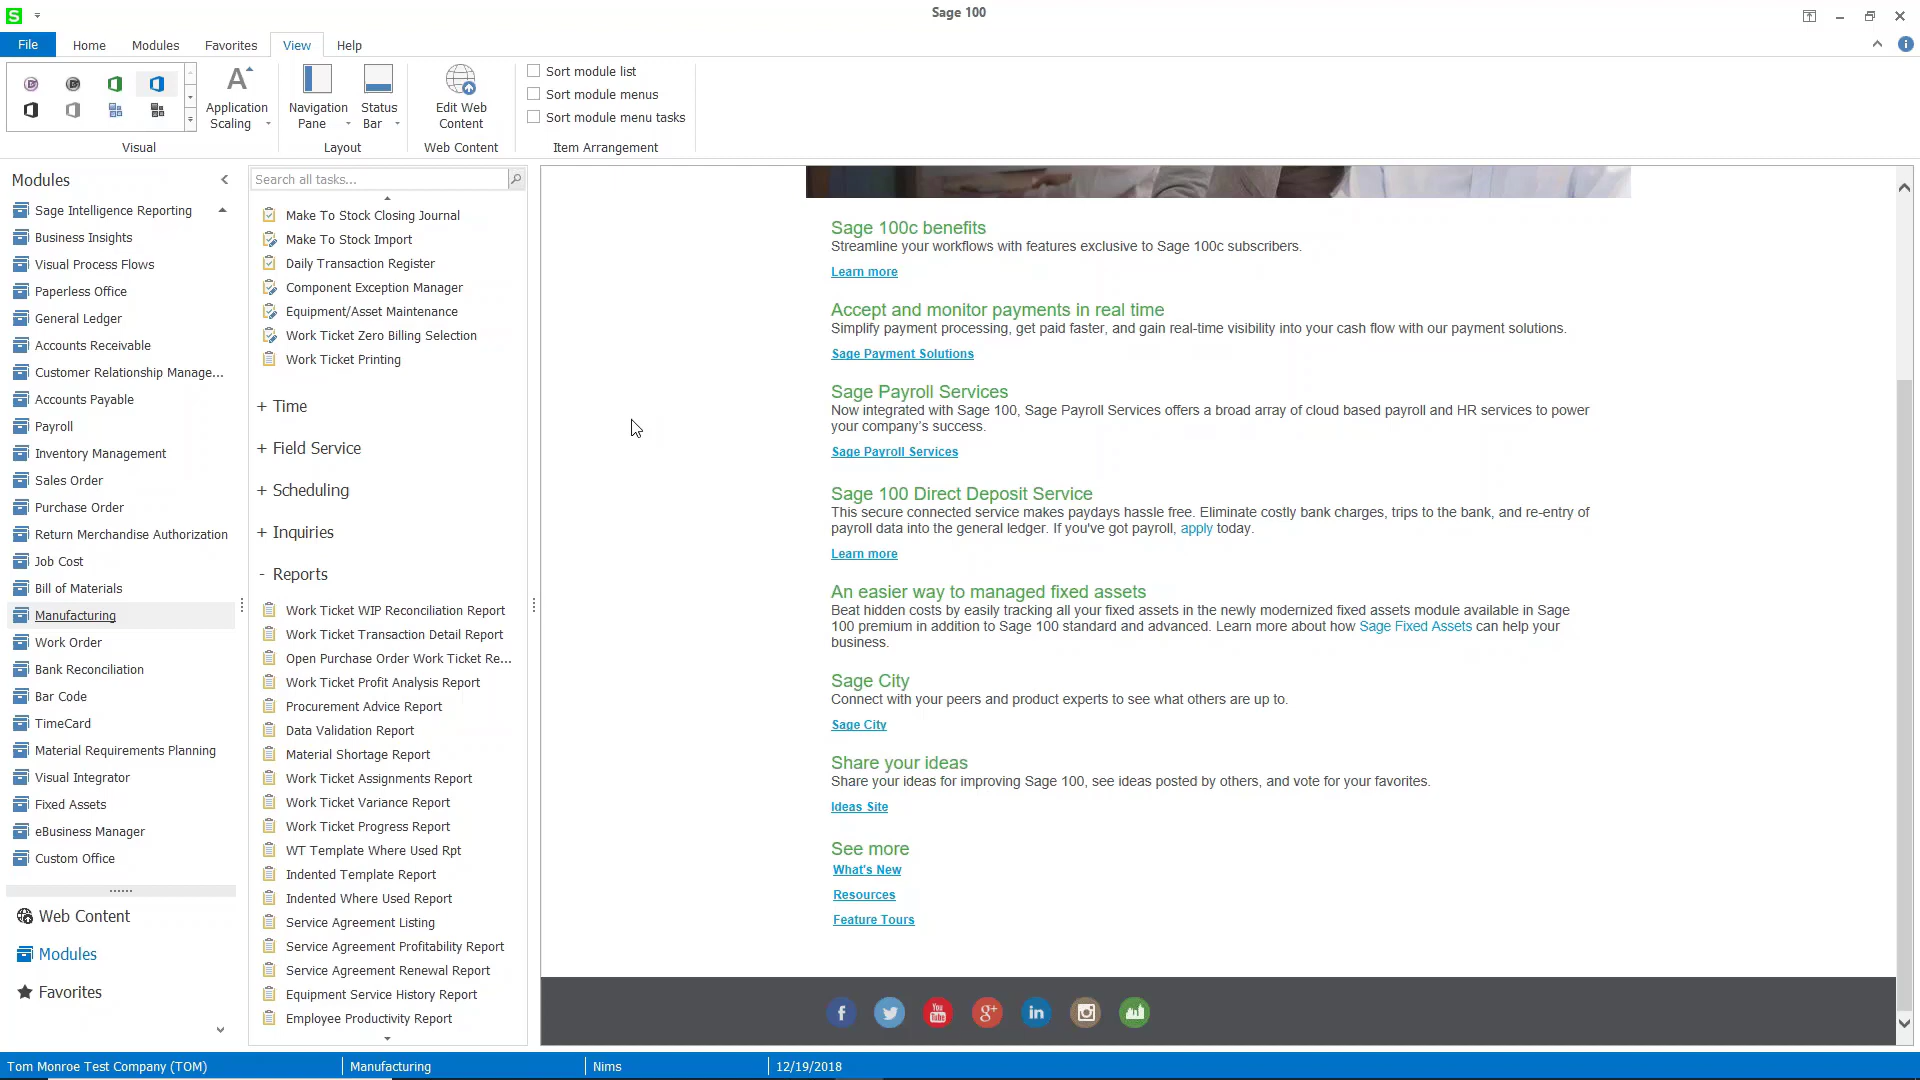 Sage 100
File
Home
Modules
Favorites
View
Help
Application
Scaling
Navigation
Pane
Status
Bar
Edit Web
Content
Sort module list
Sort module menus
Sort module menu tasks
Visual
Layout
Web Content
Item Arrangement
Modules
Sage Intelligence Reporting
Business Insights
Visual Process Flows
Paperless Office
General Ledger
Accounts Receivable
Customer Relationship Manage...
Accounts Payable
Payroll
Inventory Management
Sales Order
Purchase Order
Return Merchandise Authorization
Job Cost
Bill of Materials
Manufacturing
Work Order
Bank Reconciliation
Bar Code
TimeCard
Material Requirements Planning
Visual Integrator
Fixed Assets
eBusiness Manager
Custom Office
Web Content
Modules
Favorites
Search all tasks...
Make To Stock Closing Journal
Make To Stock Import
Daily Transaction Register
Component Exception Manager
Equipment/Asset Maintenance
Work Ticket Zero Billing Selection
Work Ticket Printing
+ Time
+ Field Service
+ Scheduling
+ Inquiries
- Reports
Work Ticket WIP Reconciliation Report
Work Ticket Transaction Detail Report
Open Purchase Order Work Ticket Re...
Work Ticket Profit Analysis Report
Procurement Advice Report
Data Validation Report
Material Shortage Report
Work Ticket Assignments Report
Work Ticket Variance Report
Work Ticket Progress Report
WT Template Where Used Rpt
Indented Template Report
Indented Where Used Report
Service Agreement Listing
Service Agreement Profitability Report
Service Agreement Renewal Report
Equipment Service History Report
Employee Productivity Report
Sage 100c benefits
Streamline your workflows with features exclusive to Sage 100c subscribers.
Learn more
Accept and monitor payments in real time
Simplify payment processing, get paid faster, and gain real-time visibility into your cash flow with our payment solutions.
Sage Payment Solutions
Sage Payroll Services
Now integrated with Sage 100, Sage Payroll Services offers a broad array of cloud based payroll and HR services to power
your company's success.
Sage Payroll Services
Sage 100 Direct Deposit Service
This secure connected service makes paydays hassle free. Eliminate costly bank charges, trips to the bank, and re-entry of
payroll data into the general ledger. If you've got payroll, apply today.
Learn more
An easier way to managed fixed assets
Beat hidden costs by easily tracking all your fixed assets in the newly modernized fixed assets module available in Sage
100 premium in addition to Sage 100 standard and advanced. Learn more about how Sage Fixed Assets can help your
business.
Sage City
Connect with your peers and product experts to see what others are up to.
Sage City
Share your ideas
Share your ideas for improving Sage 100, see ideas posted by others, and vote for your favorites.
Ideas Site
See more
What's New
Resources
Feature Tours
Tom Monroe Test Company (TOM)
Manufacturing
Nims
12/19/2018